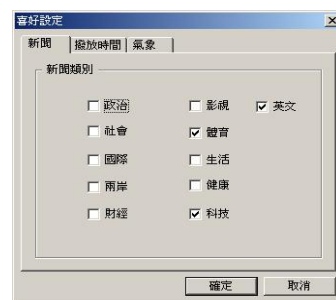 喜好設定
新聞 撥放時間 氣象
新聞類別
政治 影視 英文
社會 體育
國際 生活
兩岸 健康
財經 科技
確定 取消